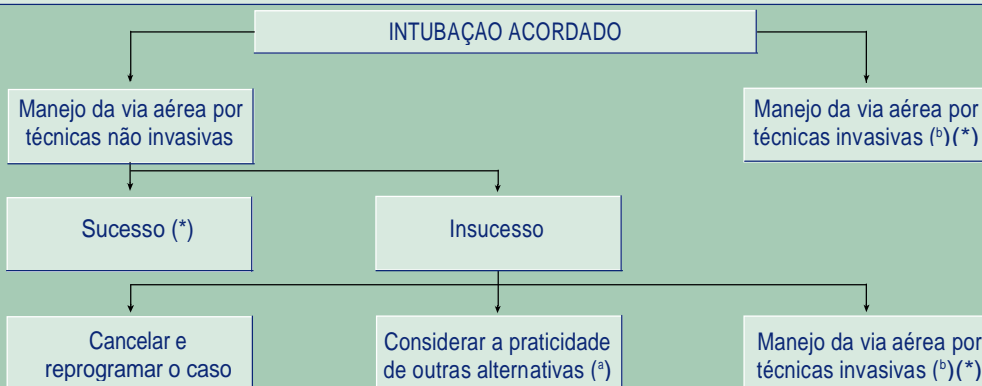 INTUBAÇAO ACORDADO
Manejo da via aérea por
técnicas não invasivas
Manejo da via aérea por
técnicas invasivas (ᵇ)(*)
Sucesso (*)
Insucesso
Cancelar e
reprogramar o caso
Considerar a praticidade
de outras alternativas (ᵃ)
Manejo da via aérea por
técnicas invasivas (ᵇ)(*)